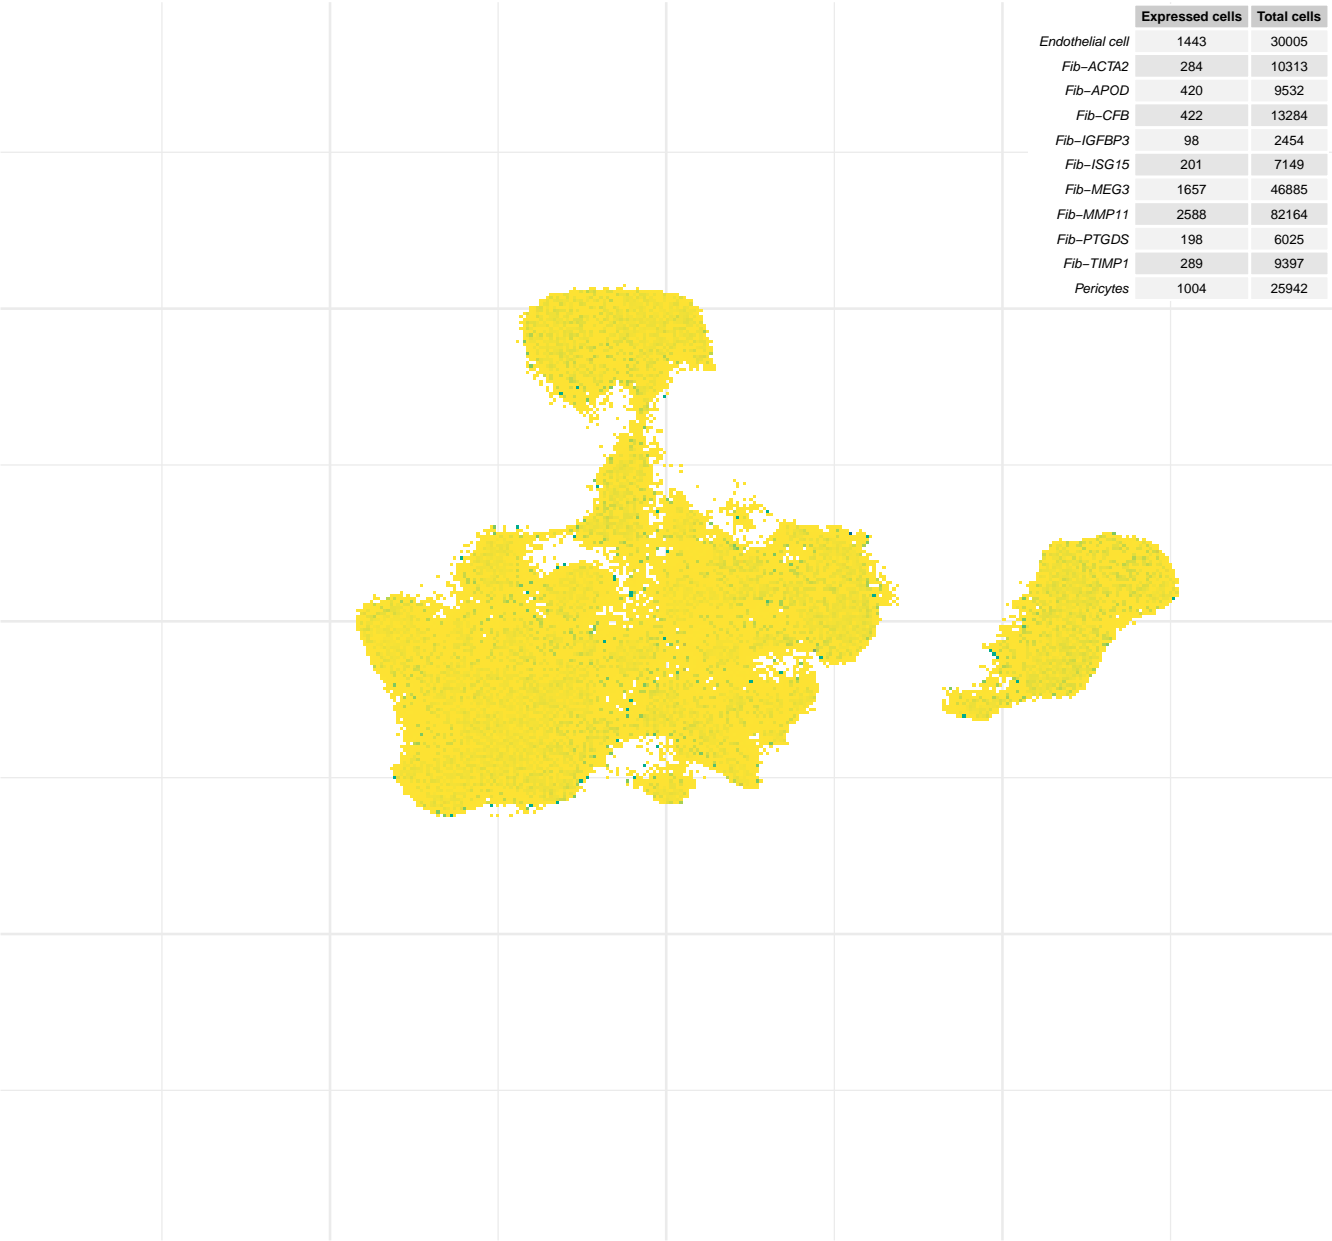 Expressed cells Total cells
Endothelial cell 1443 30005
Fib−ACTA2 284 10313
Fib−APOD 420 9532
Fib−CFB 422 13284
Fib−IGFBP3 98 2454
Fib−ISG15 201 7149
Fib−MEG3 1657 46885
Fib−MMP11 2588 82164
Fib−PTGDS 198 6025
Fib−TIMP1 289 9397
Pericytes 1004 25942